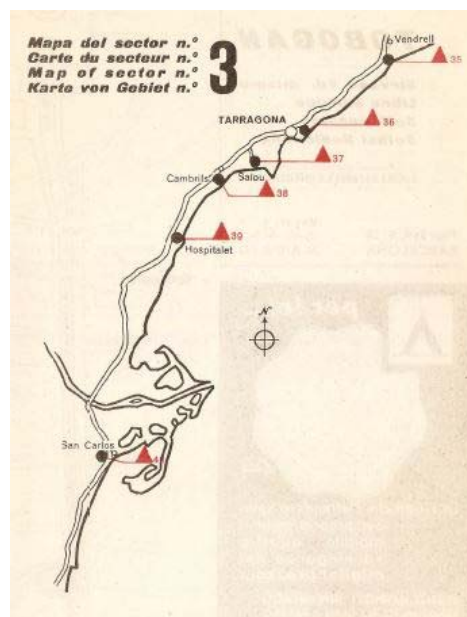 Mapa del sector n.º
Carte du secteur n.º
Map of sector n.º
Karte von Gebiet n.º
3
Vendrell
35
TARRAGONA
36
37
Salou
Cambrils
38
39
Hospitalet
N
San Carlos